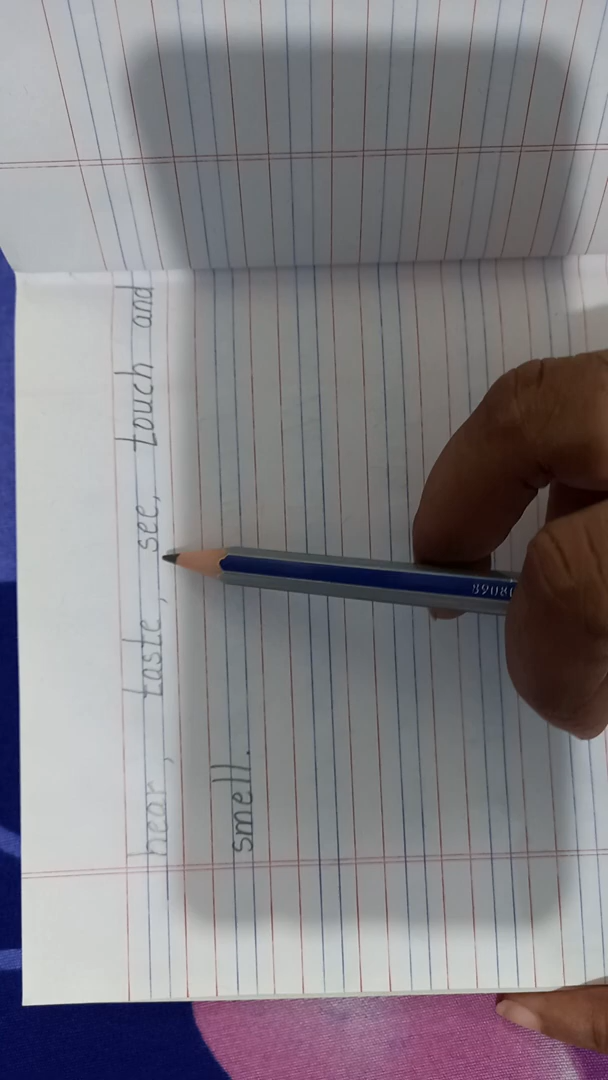 hear, taste, see, touch and
smell.